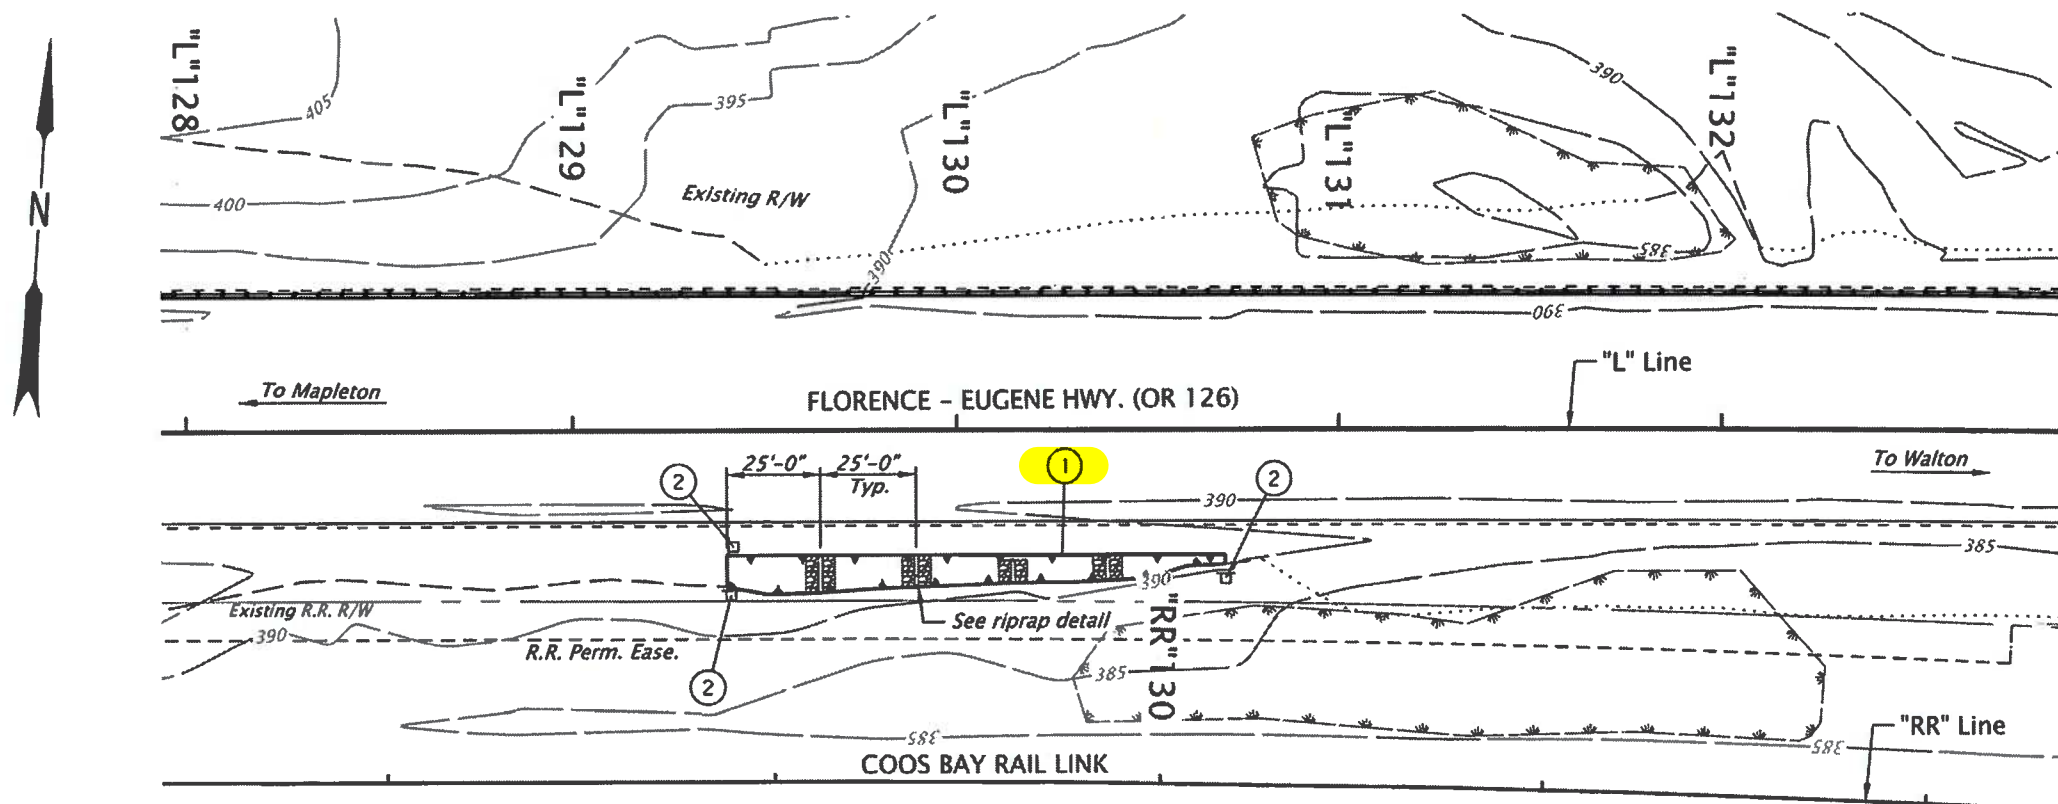 "L"128
"L"129
"L"130
"L"131
"L"132
405
395
390
400
Existing R/W
N
390
385
390
"L" Line
To Mapleton
FLORENCE - EUGENE HWY. (OR 126)
To Walton
25'-0"
25'-0"
Typ.
1
2
2
390
385
390
Existing R.R. R/W
390
See riprap detail
R.R. Perm. Ease.
"RR"130
385
2
385
385
"RR" Line
COOS BAY RAIL LINK